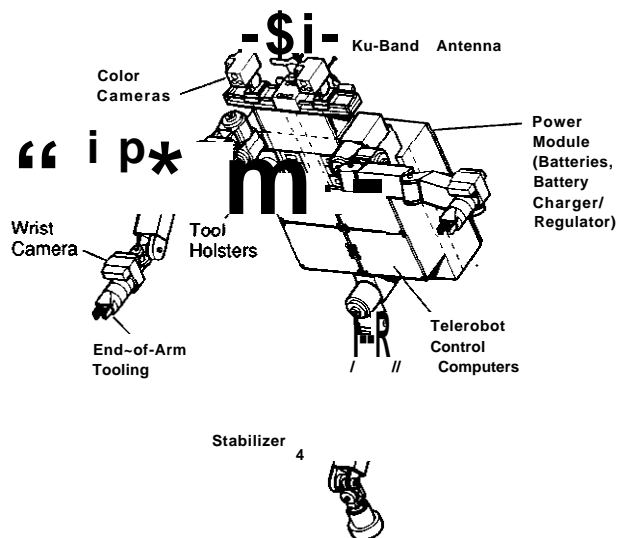 -$i-
Ku-Band Antenna
Color
Cameras
Power
Module
(Batteries,
Battery
Charger/
Regulator)
“ i p*
m
Wrist
Camera
Tool
Holsters
Telerobot
Control
Computers
End~of-Arm
Tooling
/ //
Stabilizer
4